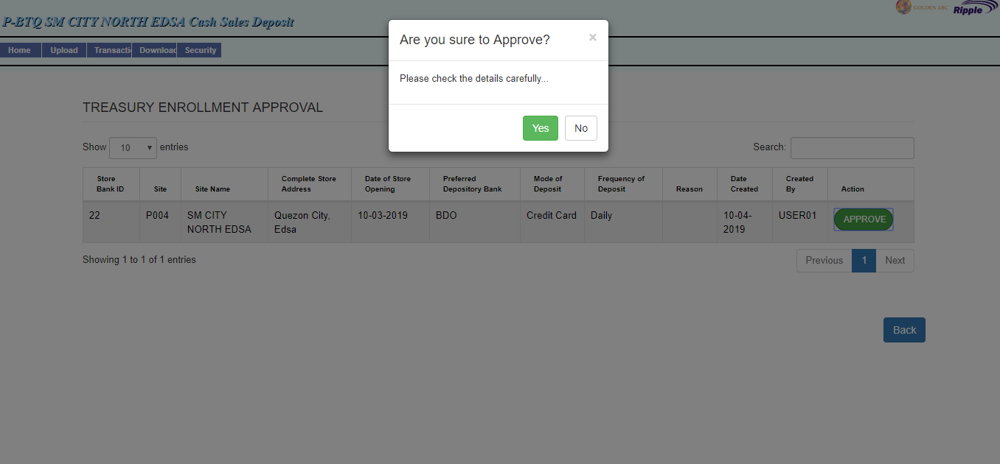 GOLDEN ABC
Ripple
P-BTQ SM CITY NORTH EDSA Cash Sales Deposit
Home Upload Transacti Download Security
Are you sure to Approve? ×
Please check the details carefully...
Yes No
TREASURY ENROLLMENT APPROVAL
Show 10 entries Search:
Store Bank ID Site Site Name Complete Store Address Date of Store Opening Preferred Depository Bank Mode of Deposit Frequency of Deposit Reason Date Created Created By Action
22 P004 SM CITY NORTH EDSA Quezon City, Edsa 10-03-2019 BDO Credit Card Daily 10-04-2019 USER01 APPROVE
Showing 1 to 1 of 1 entries Previous 1 Next
Back